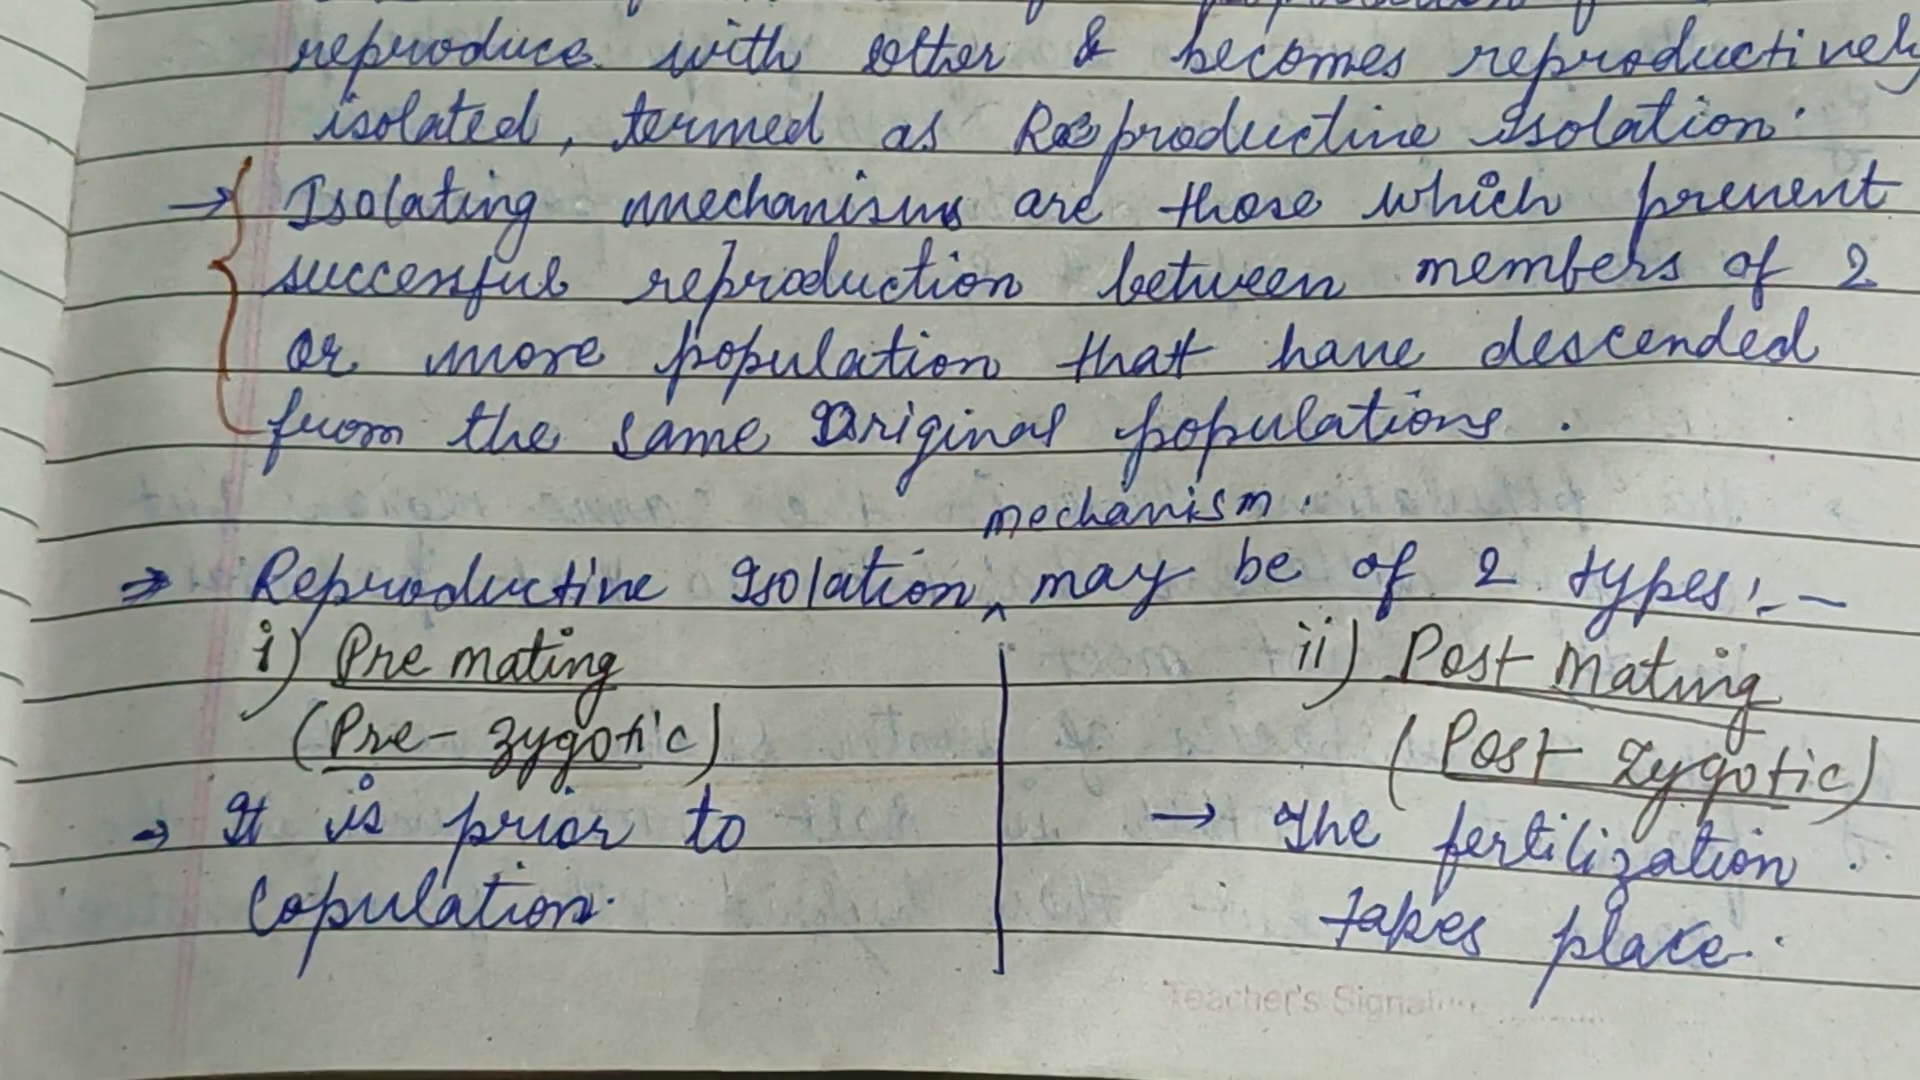 reproduce with other & becomes reproductively
isolated, termed as Reproductive Isolation.
→ Isolating mechanisms are those which prevent
successful reproduction between members of 2
or more population that have descended
from the same Original populations.
mechanism.
⇒ Reproductive Isolation ^ may be of 2 types:-
i) Pre mating
(Pre-zygotic)
→ It is prior to
Copulation.
ii) Post Mating
(Post Zygotic)
→ The fertilization
takes place.
Teacher's